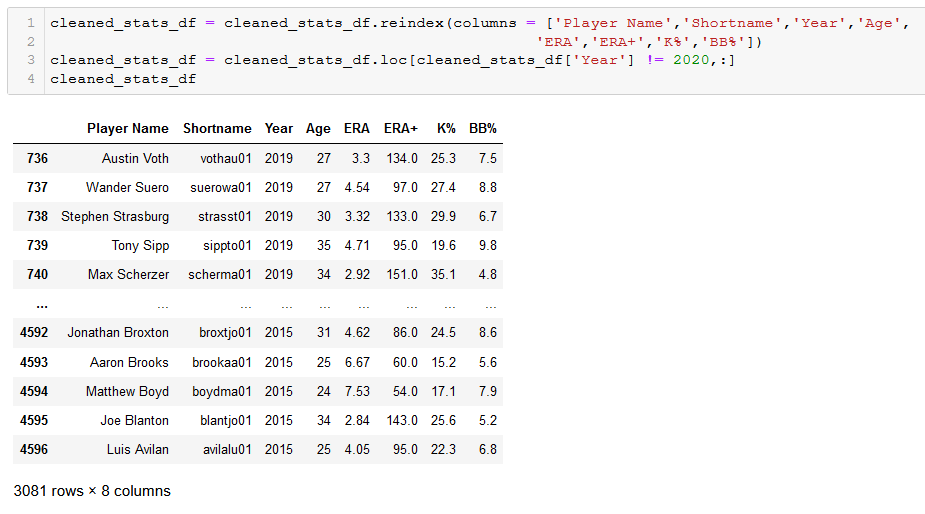 1 cleaned_stats_df = cleaned_stats_df.reindex(columns = ['Player Name','Shortname','Year','Age',
2 'ERA','ERA+','K%','BB%'])
3 cleaned_stats_df = cleaned_stats_df.loc[cleaned_stats_df['Year'] != 2020,:]
4 cleaned_stats_df
Player Name Shortname Year Age ERA ERA+ K% BB%
736 Austin Voth vothau01 2019 27 3.3 134.0 25.3 7.5
737 Wander Suero suerowa01 2019 27 4.54 97.0 27.4 8.8
738 Stephen Strasburg strasst01 2019 30 3.32 133.0 29.9 6.7
739 Tony Sipp sippto01 2019 35 4.71 95.0 19.6 9.8
740 Max Scherzer scherma01 2019 34 2.92 151.0 35.1 4.8
... ... ... ... ... ... ... ... ...
4592 Jonathan Broxton broxtjo01 2015 31 4.62 86.0 24.5 8.6
4593 Aaron Brooks brookaa01 2015 25 6.67 60.0 15.2 5.6
4594 Matthew Boyd boydma01 2015 24 7.53 54.0 17.1 7.9
4595 Joe Blanton blantjo01 2015 34 2.84 143.0 25.6 5.2
4596 Luis Avilan avilalu01 2015 25 4.05 95.0 22.3 6.8
3081 rows × 8 columns